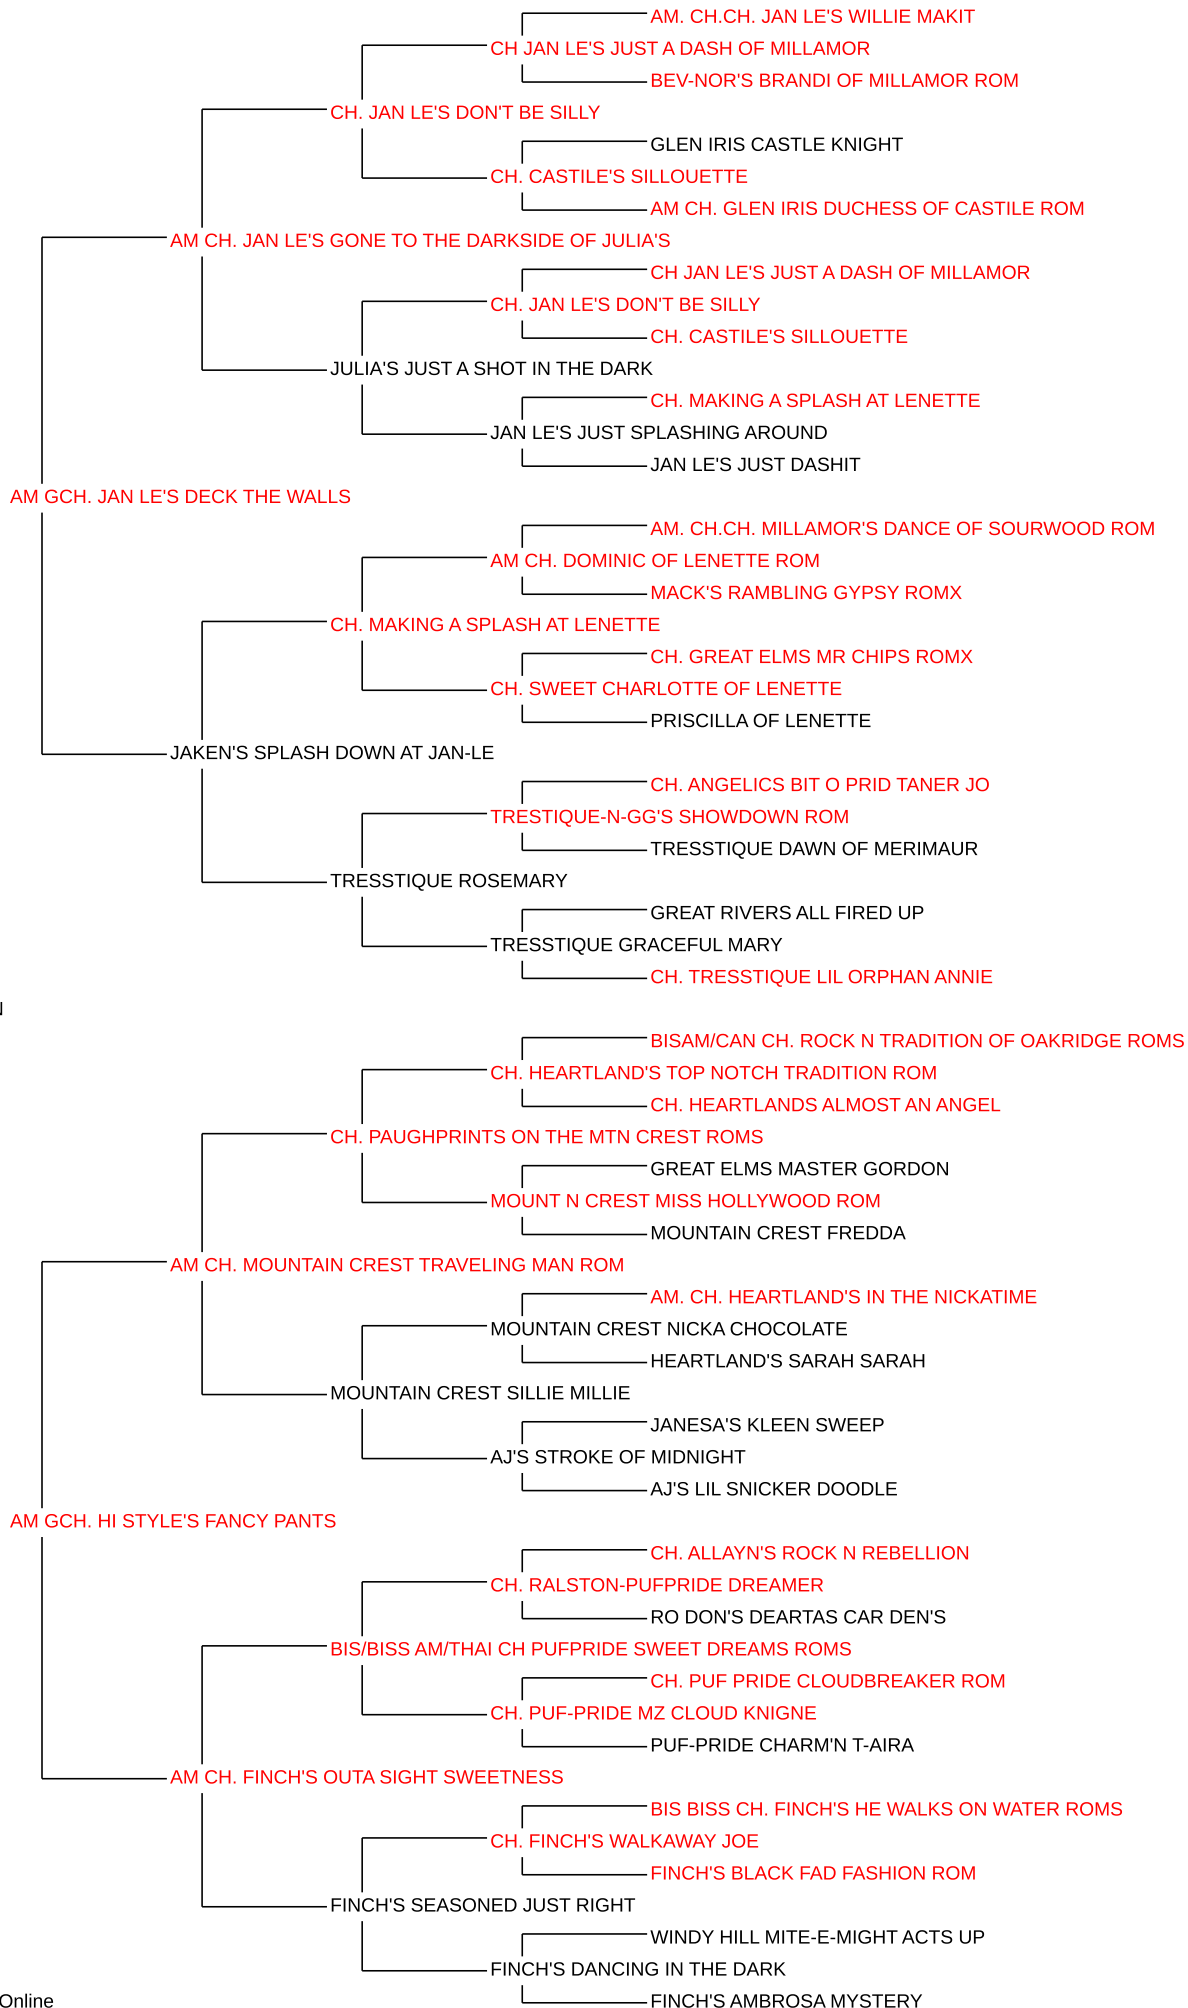 AM. CH.CH. JAN LE'S WILLIE MAKIT
CH JAN LE'S JUST A DASH OF MILLAMOR
BEV-NOR'S BRANDI OF MILLAMOR ROM
CH. JAN LE'S DON'T BE SILLY
GLEN IRIS CASTLE KNIGHT
CH. CASTILE'S SILLOUETTE
AM CH. GLEN IRIS DUCHESS OF CASTILE ROM
AM CH. JAN LE'S GONE TO THE DARKSIDE OF JULIA'S
CH JAN LE'S JUST A DASH OF MILLAMOR
CH. JAN LE'S DON'T BE SILLY
CH. CASTILE'S SILLOUETTE
JULIA'S JUST A SHOT IN THE DARK
CH. MAKING A SPLASH AT LENETTE
JAN LE'S JUST SPLASHING AROUND
JAN LE'S JUST DASHIT
AM GCH. JAN LE'S DECK THE WALLS
AM. CH.CH. MILLAMOR'S DANCE OF SOURWOOD ROM
AM CH. DOMINIC OF LENETTE ROM
MACK'S RAMBLING GYPSY ROMX
CH. MAKING A SPLASH AT LENETTE
CH. GREAT ELMS MR CHIPS ROMX
CH. SWEET CHARLOTTE OF LENETTE
PRISCILLA OF LENETTE
JAKEN'S SPLASH DOWN AT JAN-LE
CH. ANGELICS BIT O PRID TANER JO
TRESTIQUE-N-GG'S SHOWDOWN ROM
TRESSTIQUE DAWN OF MERIMAUR
TRESSTIQUE ROSEMARY
GREAT RIVERS ALL FIRED UP
TRESSTIQUE GRACEFUL MARY
CH. TRESSTIQUE LIL ORPHAN ANNIE
BISAM/CAN CH. ROCK N TRADITION OF OAKRIDGE ROMS
CH. HEARTLAND'S TOP NOTCH TRADITION ROM
CH. HEARTLANDS ALMOST AN ANGEL
CH. PAUGHPRINTS ON THE MTN CREST ROMS
GREAT ELMS MASTER GORDON
MOUNT N CREST MISS HOLLYWOOD ROM
MOUNTAIN CREST FREDDA
AM CH. MOUNTAIN CREST TRAVELING MAN ROM
AM. CH. HEARTLAND'S IN THE NICKATIME
MOUNTAIN CREST NICKA CHOCOLATE
HEARTLAND'S SARAH SARAH
MOUNTAIN CREST SILLIE MILLIE
JANESA'S KLEEN SWEEP
AJ'S STROKE OF MIDNIGHT
AJ'S LIL SNICKER DOODLE
AM GCH. HI STYLE'S FANCY PANTS
CH. ALLAYN'S ROCK N REBELLION
CH. RALSTON-PUFPRIDE DREAMER
RO DON'S DEARTAS CAR DEN'S
BIS/BISS AM/THAI CH PUFPRIDE SWEET DREAMS ROMS
CH. PUF PRIDE CLOUDBREAKER ROM
CH. PUF-PRIDE MZ CLOUD KNIGNE
PUF-PRIDE CHARM'N T-AIRA
AM CH. FINCH'S OUTA SIGHT SWEETNESS
BIS BISS CH. FINCH'S HE WALKS ON WATER ROMS
CH. FINCH'S WALKAWAY JOE
FINCH'S BLACK FAD FASHION ROM
FINCH'S SEASONED JUST RIGHT
WINDY HILL MITE-E-MIGHT ACTS UP
FINCH'S DANCING IN THE DARK
Online
FINCH'S AMBROSA MYSTERY